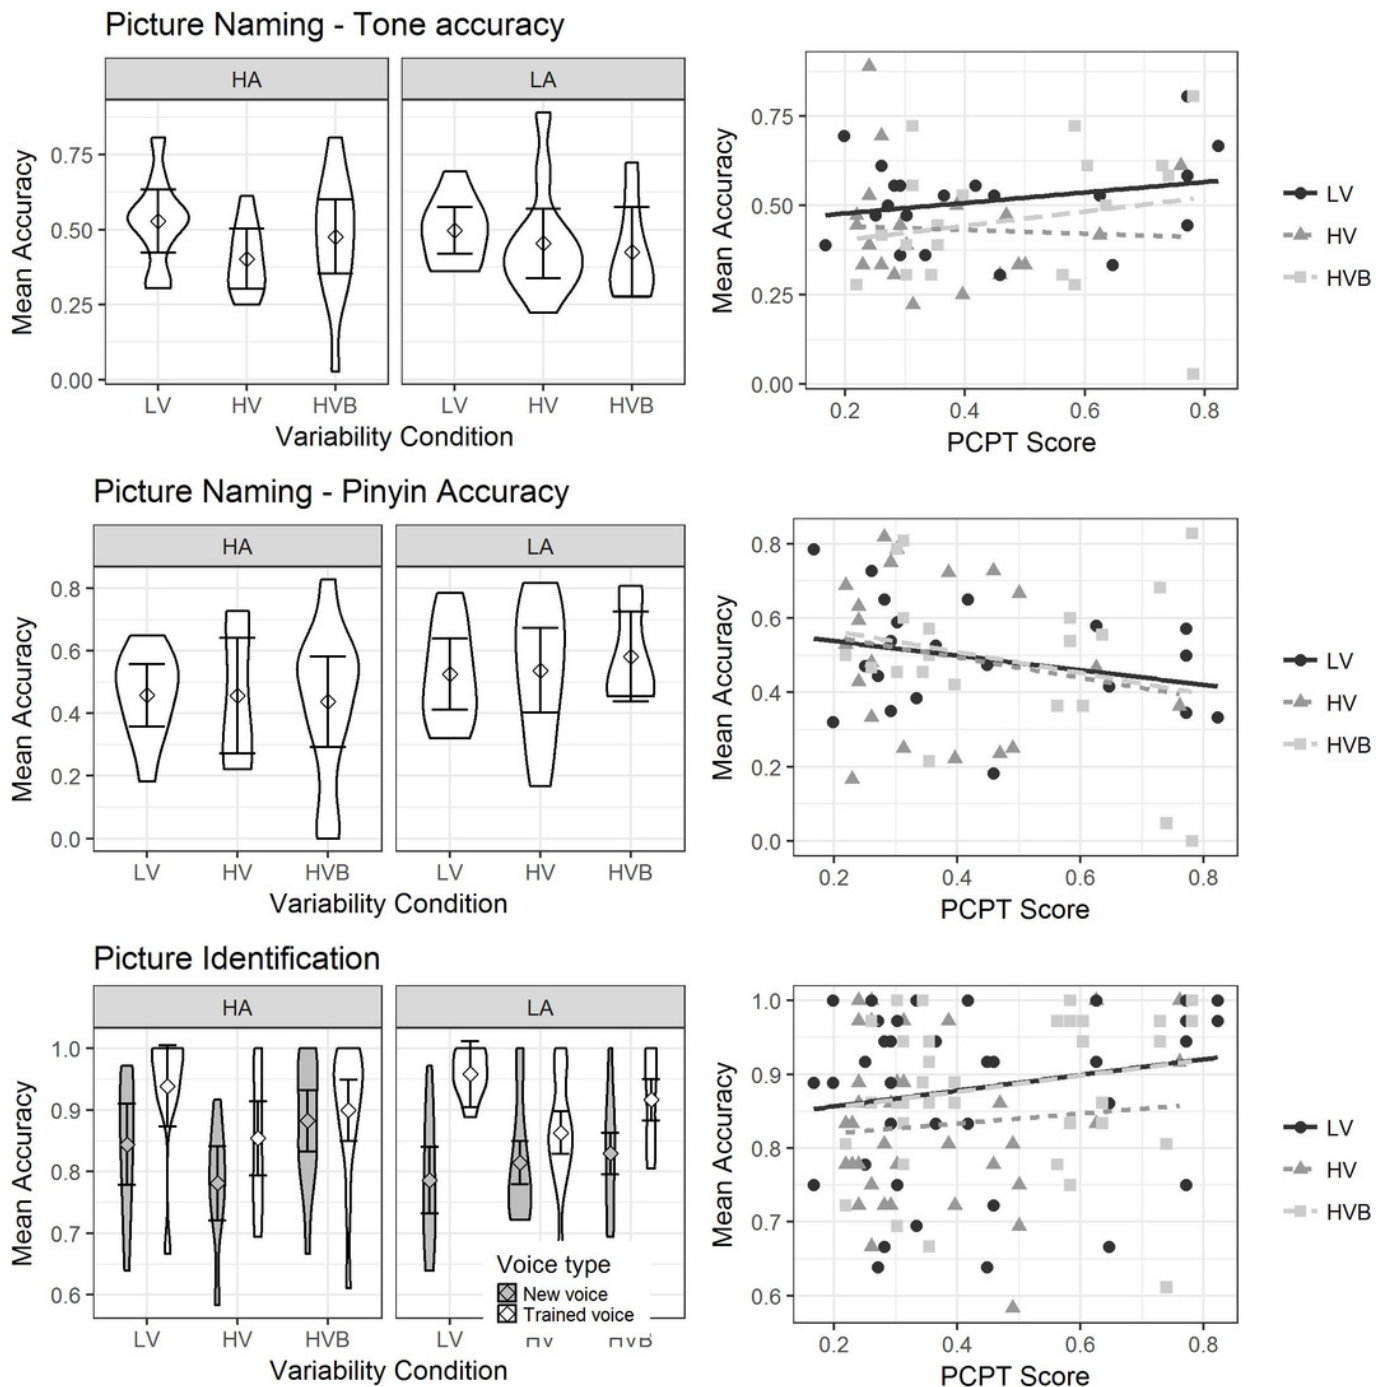 Picture Naming - Tone accuracy
HA LA
Mean Accuracy
0.75
0.50
0.25
0.00
LV HV HVB LV HV HVB
Variability Condition
Mean Accuracy
0.75
0.50
0.25
0.00
0.2 0.4 0.6 0.8
PCPT Score
LV
HV
HVB
Picture Naming - Pinyin Accuracy
HA LA
Mean Accuracy
0.8
0.6
0.4
0.2
0.0
LV HV HVB LV HV HVB
Variability Condition
Mean Accuracy
0.8
0.6
0.4
0.2
0.0
0.2 0.4 0.6 0.8
PCPT Score
LV
HV
HVB
Picture Identification
HA LA
Mean Accuracy
1.0
0.9
0.8
0.7
0.6
Voice type
New voice
Trained voice
LV HV HVB LV HV HVB
Variability Condition
Mean Accuracy
1.0
0.9
0.8
0.7
0.6
0.2 0.4 0.6 0.8
PCPT Score
LV
HV
HVB